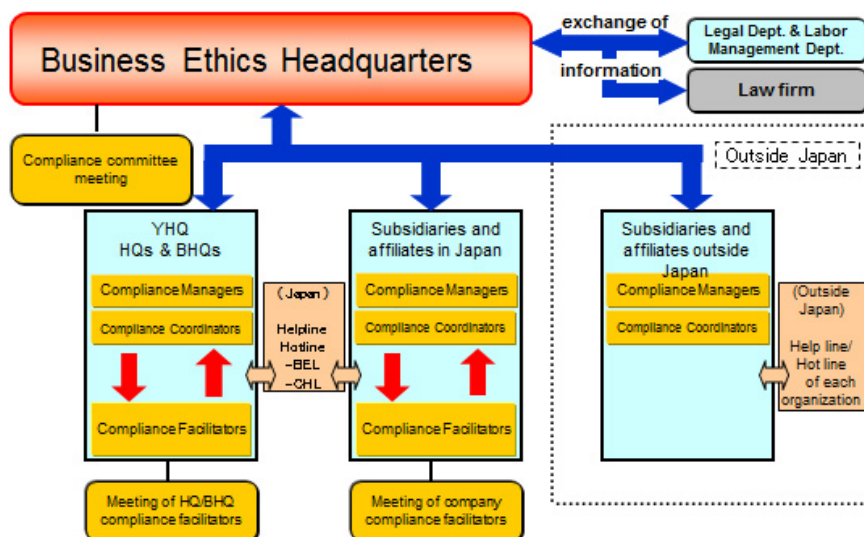 Business Ethics Headquarters
exchange of
information
Legal Dept. & Labor
Management Dept.
Law firm
Compliance committee
meeting
Outside Japan
YHQ
HQs & BHQs
Compliance Managers
Compliance Coordinators
Compliance Facilitators
Meeting of HQ/BHQ
compliance facilitators
(Japan)
Helpline
Hotline
-BEL
-CHL
Subsidiaries and
affiliates in Japan
Compliance Managers
Compliance Coordinators
Compliance Facilitators
Meeting of company
compliance facilitators
Subsidiaries and
affiliates outside
Japan
Compliance Managers
Compliance Coordinators
(Outside
Japan)
Help line/
Hot line
of each
organization